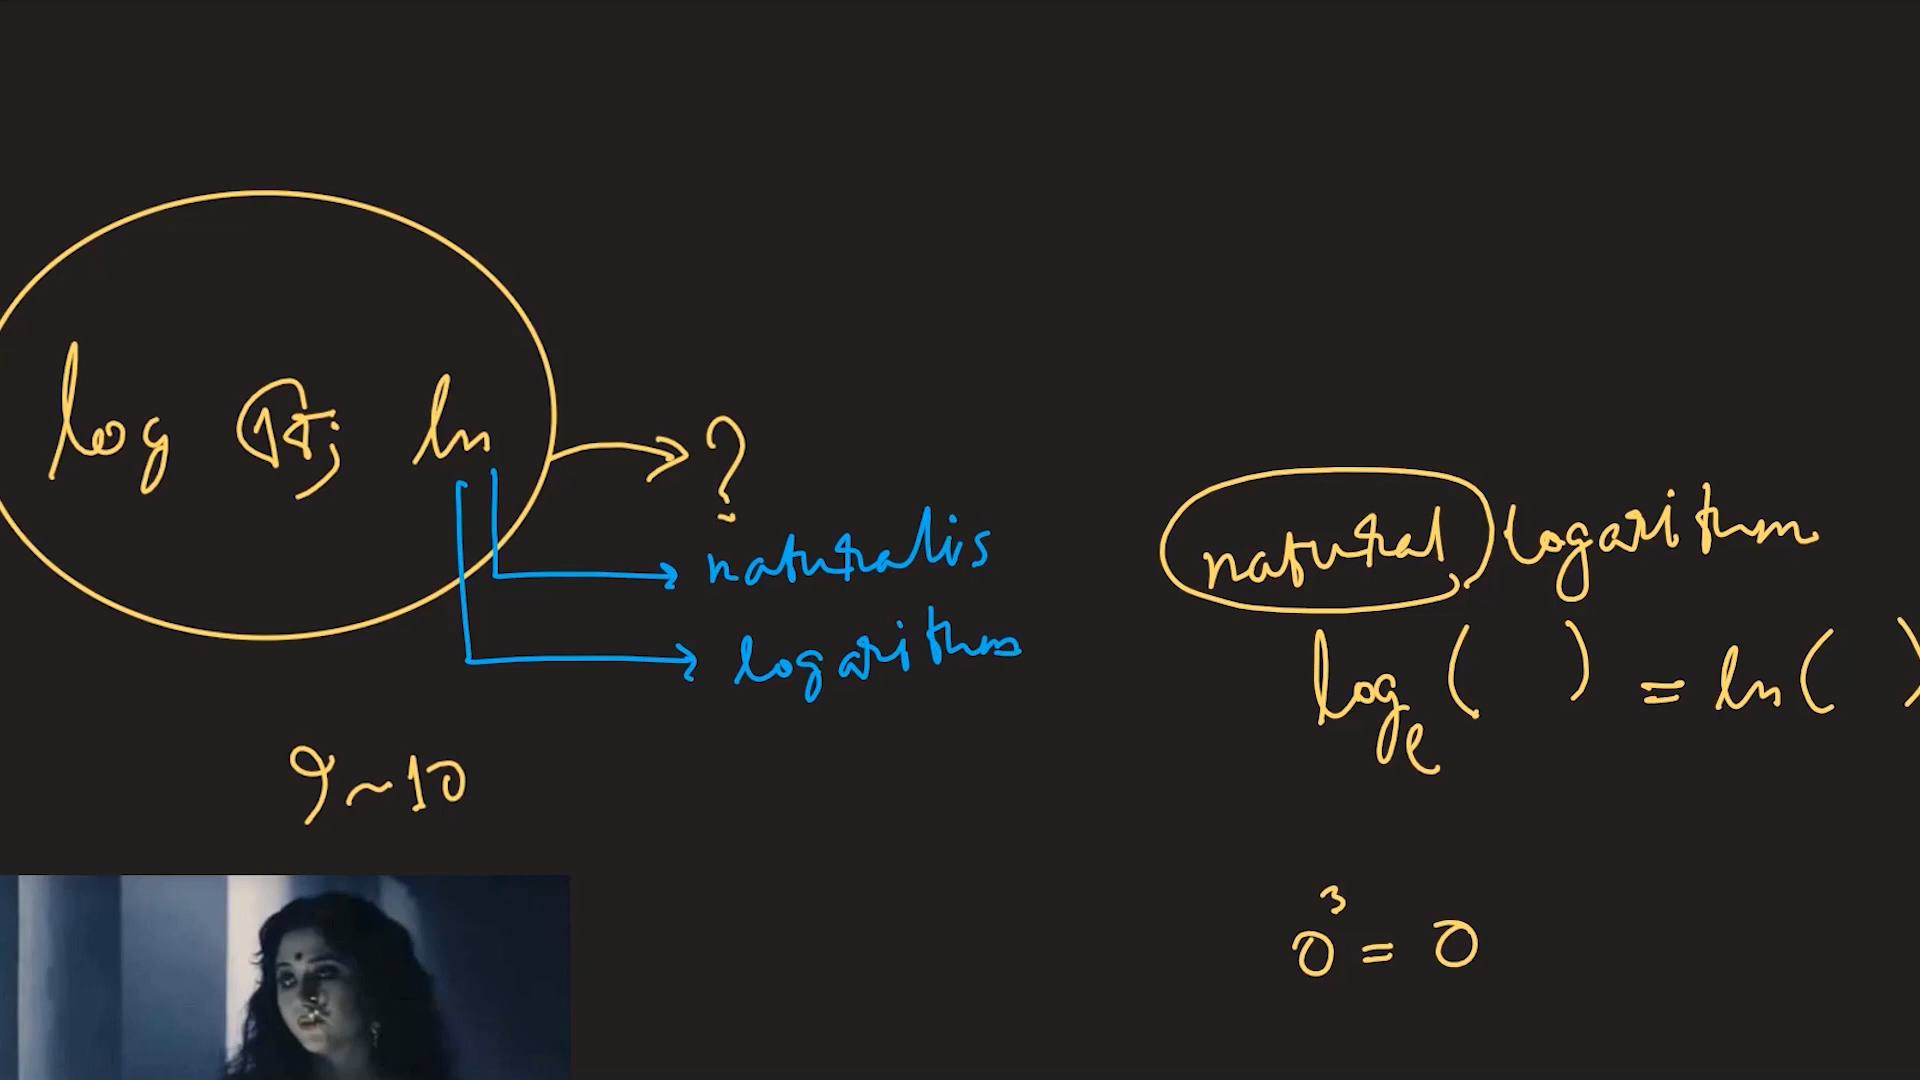 log কি; ln
?
naturalis
logarithms
9~10
natural logarithm
logₑ( ) = ln( )
0³ = 0